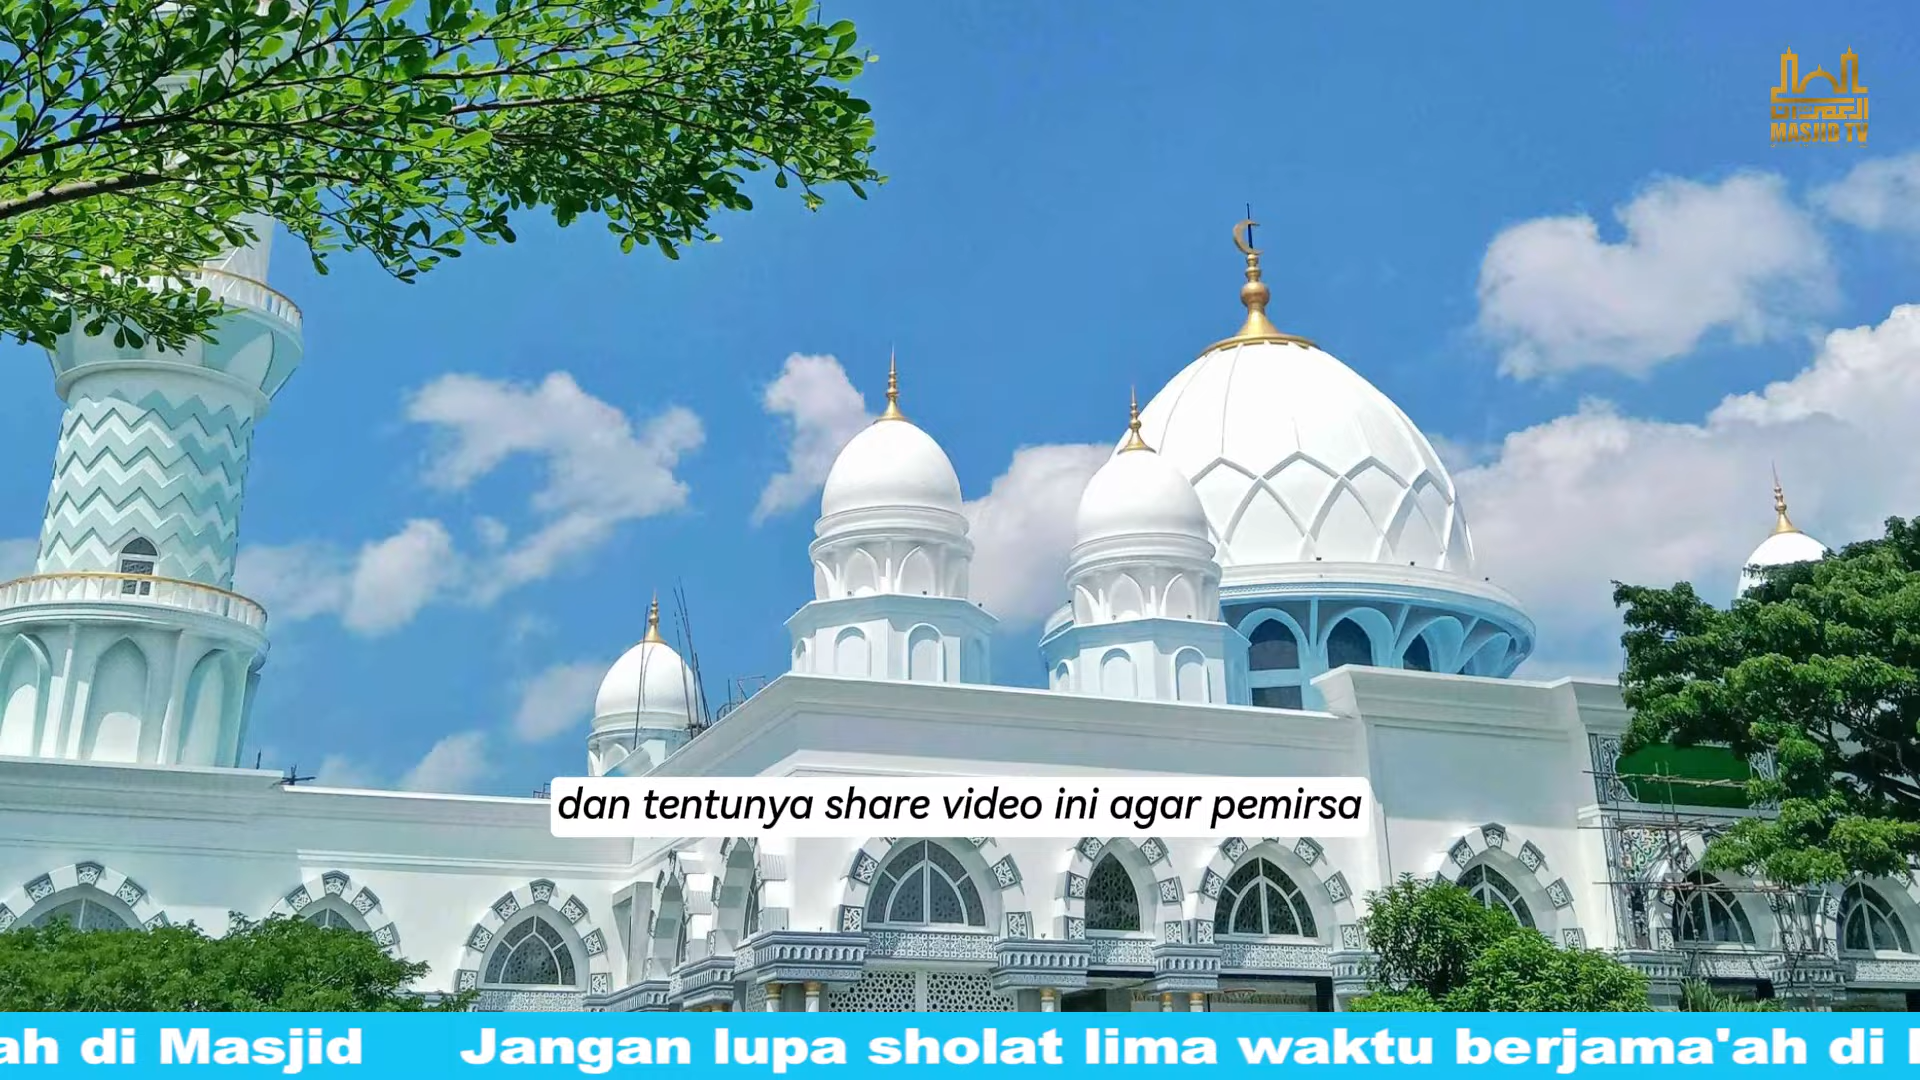 العمران
MASJID TV
dan tentunya share video ini agar pemirsa
ah di Masjid Jangan lupa sholat lima waktu berjama'ah di